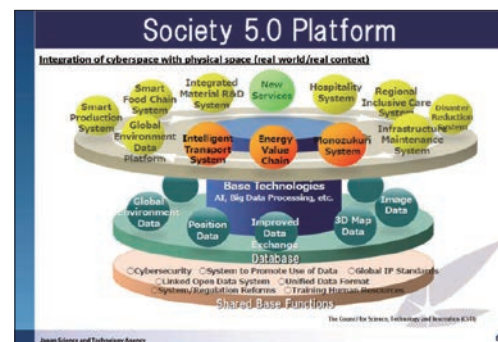 Society 5.0 Platform
Integration of cyberspace with physical space (real world/real context)
Smart Production System
Smart Food Chain System
Integrated Material R&D System
New Services
Hospitality System
Regional Inclusive Care System
Disaster Reduction System
Global Environment Data Platform
Intelligent Transport System
Energy Value Chain
Monozukuri System
Infrastructure Maintenance System
Base Technologies
AI, Big Data Processing, etc.
Global Environment Data
Position Data
Improved Data Exchange
3D Map Data
Image Data
Database
○Cybersecurity ○System to Promote Use of Data ○Global IP Standards
○Linked Open Data System ○Unified Data Format
○System/Regulation Reforms ○Training Human Resources
Shared Base Functions
The Council for Science, Technology and Innovation (CSTI)
Japan Science and Technology Agency